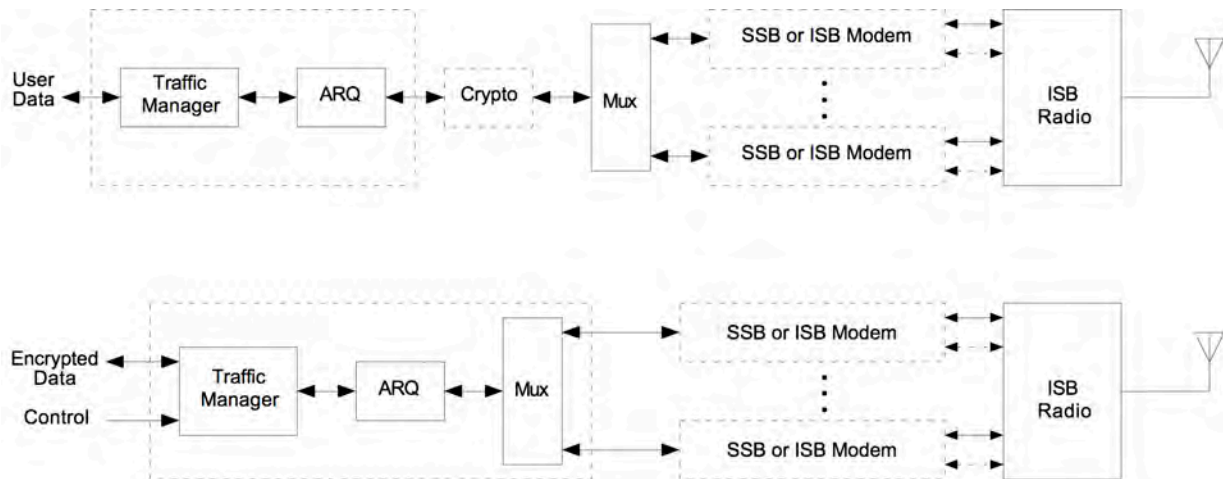 User
Data
Traffic
Manager
ARQ
Crypto
Mux
SSB or ISB Modem
SSB or ISB Modem
ISB
Radio
Encrypted
Data
Control
Traffic
Manager
ARQ
Mux
SSB or ISB Modem
SSB or ISB Modem
ISB
Radio